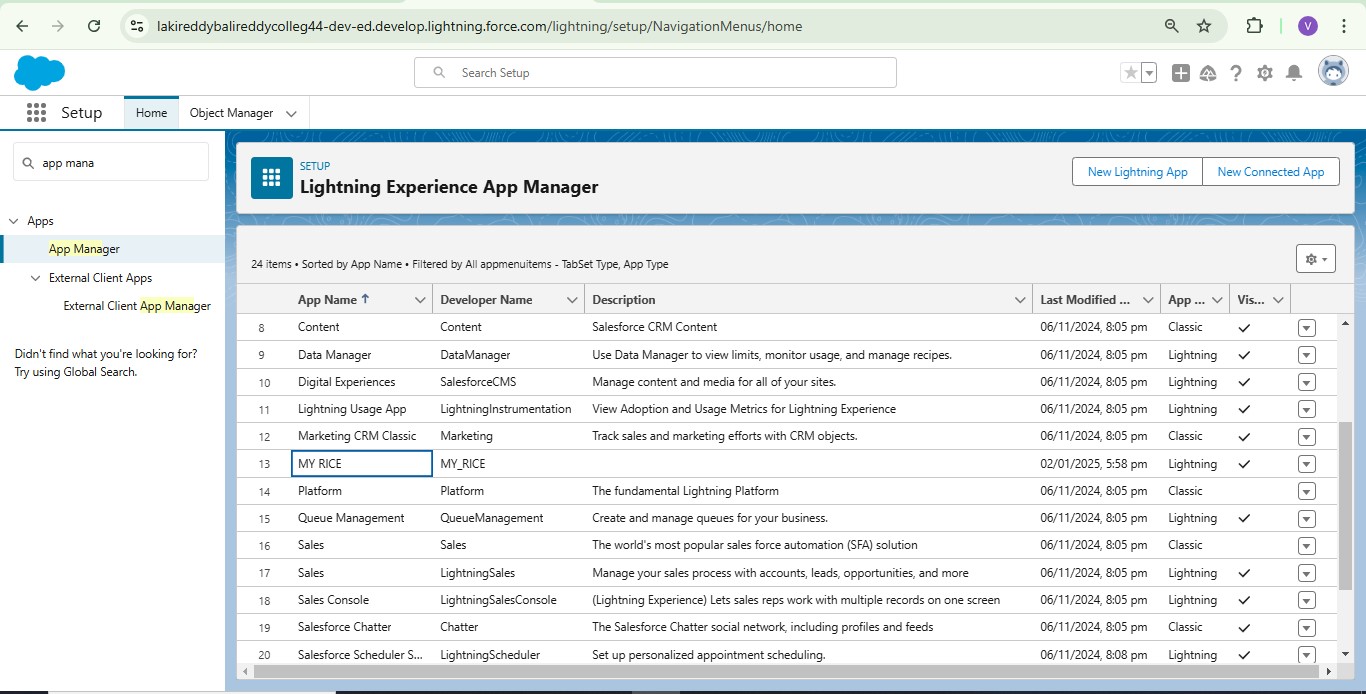 lakireddybalireddycolleg44-dev-ed.develop.lightning.force.com/lightning/setup/NavigationMenus/home
V
Search Setup
Setup
Home
Object Manager
app mana
Apps
App Manager
External Client Apps
External Client App Manager
Didn't find what you're looking for?
Try using Global Search.
SETUP
Lightning Experience App Manager
New Lightning App
New Connected App
24 items • Sorted by App Name • Filtered by All appmenuitems - TabSet Type, App Type
App Name Developer Name Description Last Modified ... App ... Vis...
8 Content Content Salesforce CRM Content 06/11/2024, 8:05 pm Classic
9 Data Manager DataManager Use Data Manager to view limits, monitor usage, and manage recipes. 06/11/2024, 8:05 pm Lightning
10 Digital Experiences SalesforceCMS Manage content and media for all of your sites. 06/11/2024, 8:05 pm Lightning
11 Lightning Usage App LightningInstrumentation View Adoption and Usage Metrics for Lightning Experience 06/11/2024, 8:05 pm Lightning
12 Marketing CRM Classic Marketing Track sales and marketing efforts with CRM objects. 06/11/2024, 8:05 pm Classic
13 MY RICE MY_RICE 02/01/2025, 5:58 pm Lightning
14 Platform Platform The fundamental Lightning Platform 06/11/2024, 8:05 pm Classic
15 Queue Management QueueManagement Create and manage queues for your business. 06/11/2024, 8:05 pm Lightning
16 Sales Sales The world's most popular sales force automation (SFA) solution 06/11/2024, 8:05 pm Classic
17 Sales LightningSales Manage your sales process with accounts, leads, opportunities, and more 06/11/2024, 8:05 pm Lightning
18 Sales Console LightningSalesConsole (Lightning Experience) Lets sales reps work with multiple records on one screen 06/11/2024, 8:05 pm Lightning
19 Salesforce Chatter Chatter The Salesforce Chatter social network, including profiles and feeds 06/11/2024, 8:05 pm Classic
20 Salesforce Scheduler S... LightningScheduler Set up personalized appointment scheduling. 06/11/2024, 8:08 pm Lightning